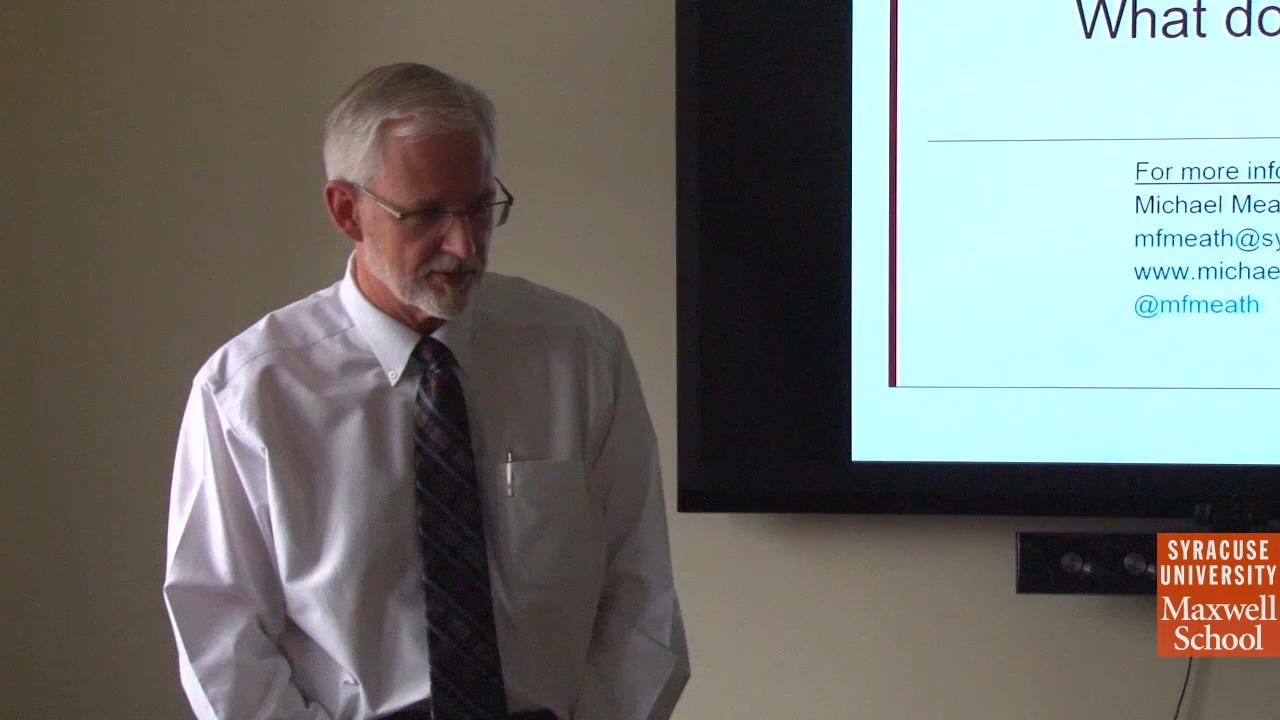 What do
For more info
Michael Mea
mfmeath@sy
www.michae
@mfmeath
SYRACUSE
UNIVERSITY
Maxwell
School